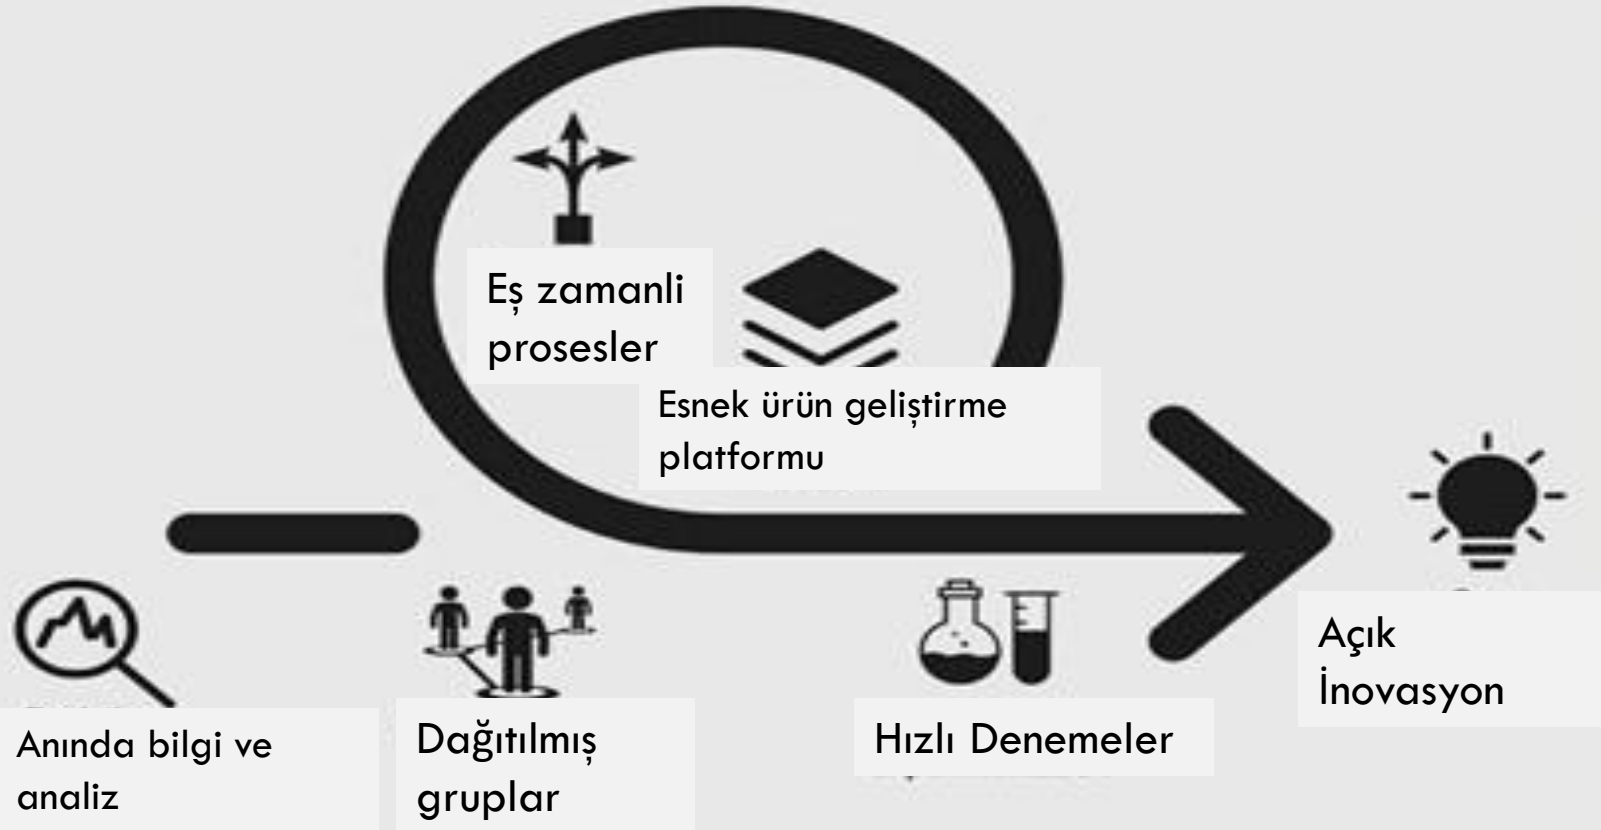 Eş zamanli
prosesler
Esnek ürün geliştirme
platformu
Açık
İnovasyon
Anında bilgi ve
analiz
Dağıtılmış
gruplar
Hızlı Denemeler